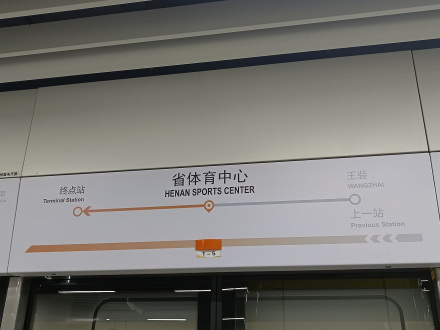 省体育中心
HENAN SPORTS CENTER
终点站
Terminal Station
王砦
WANGZHAI
上一站
Previous Station